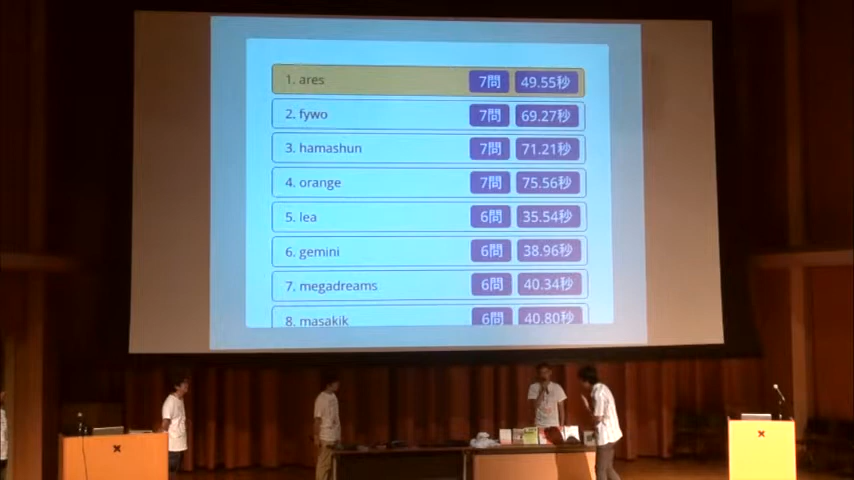 1. ares 7問 49.55秒
2. fywo 7問 69.27秒
3. hamashun 7問 71.21秒
4. orange 7問 75.56秒
5. lea 6問 35.54秒
6. gemini 6問 38.96秒
7. megadreams 6問 40.34秒
8. masakik 6問 40.80秒